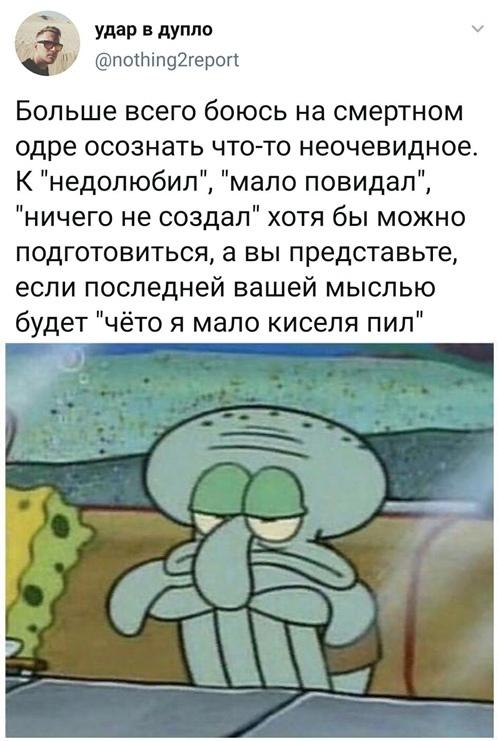 удар в дупло
@nothing2report
Больше всего боюсь на смертном
одре осознать что-то неочевидное.
К "недолюбил", "мало повидал",
"ничего не создал" хотя бы можно
подготовиться, а вы представьте,
если последней вашей мыслью
будет "чёто я мало киселя пил"